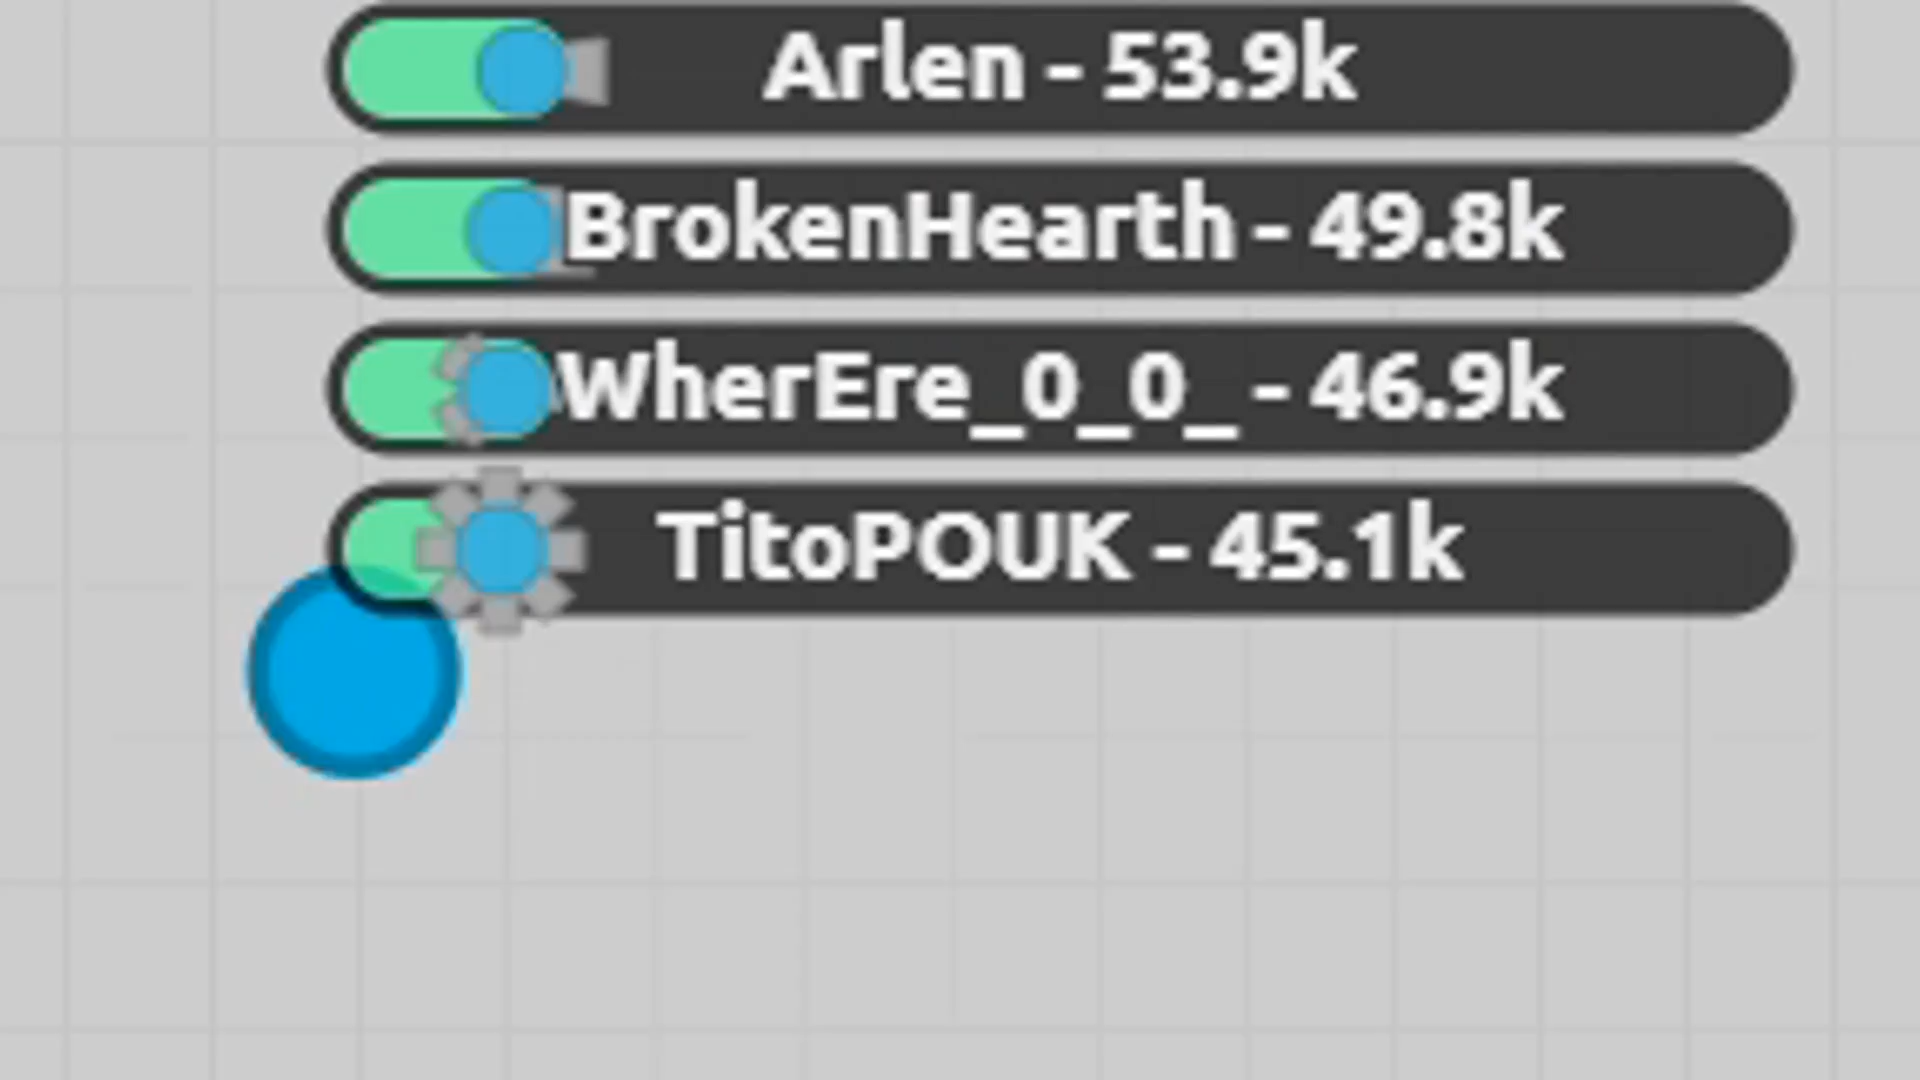 Arlen - 53.9k
BrokenHearth - 49.8k
WherEre_0_0_ - 46.9k
TitoPOUK - 45.1k